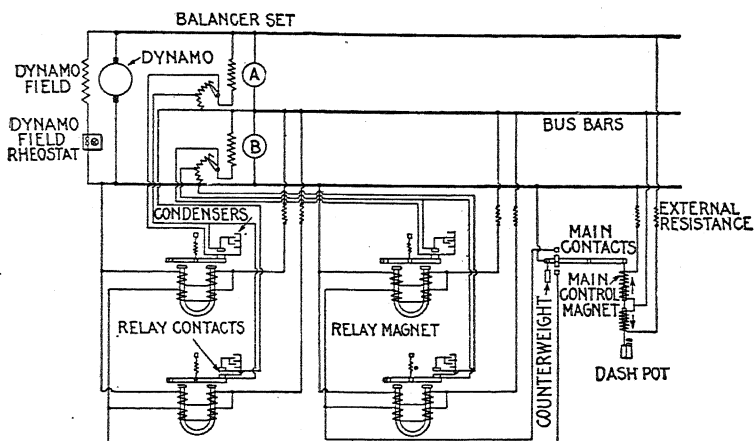 BALANCER SET
DYNAMO
DYNAMO
FIELD
A
DYNAMO
FIELD
RHEOSTAT
B
BUS BARS
CONDENSERS
EXTERNAL
RESISTANCE
MAIN
CONTACTS
MAIN
CONTROL
MAGNET
RELAY CONTACTS
RELAY MAGNET
COUNTERWEIGHT
DASH POT